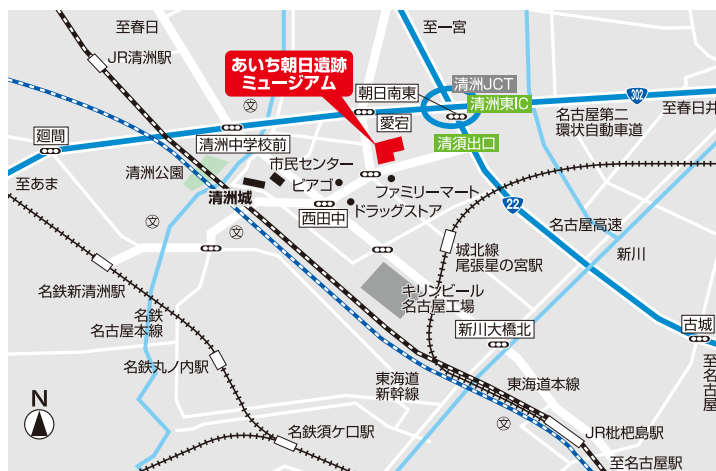 至春日
至一宮
JR清洲駅
あいち朝日遺跡
ミュージアム
清洲JCT
朝日南東
清洲東IC
302
至春日井
文
愛宕
名古屋第二
環状自動車道
廻間
清洲中学校前
清須出口
市民センター
清洲公園
ピアゴ
ファミリーマート
至あま
清洲城
ドラッグストア
22
西田中
文
文
名古屋高速
城北線
尾張星の宮駅
新川
名鉄新清洲駅
キリンビール
名古屋工場
名鉄
名古屋本線
新川大橋北
古城
名鉄丸ノ内駅
東海道
新幹線
東海道本線
至名古屋
N
名鉄須ケ口駅
文
JR枇杷島駅
至名古屋駅